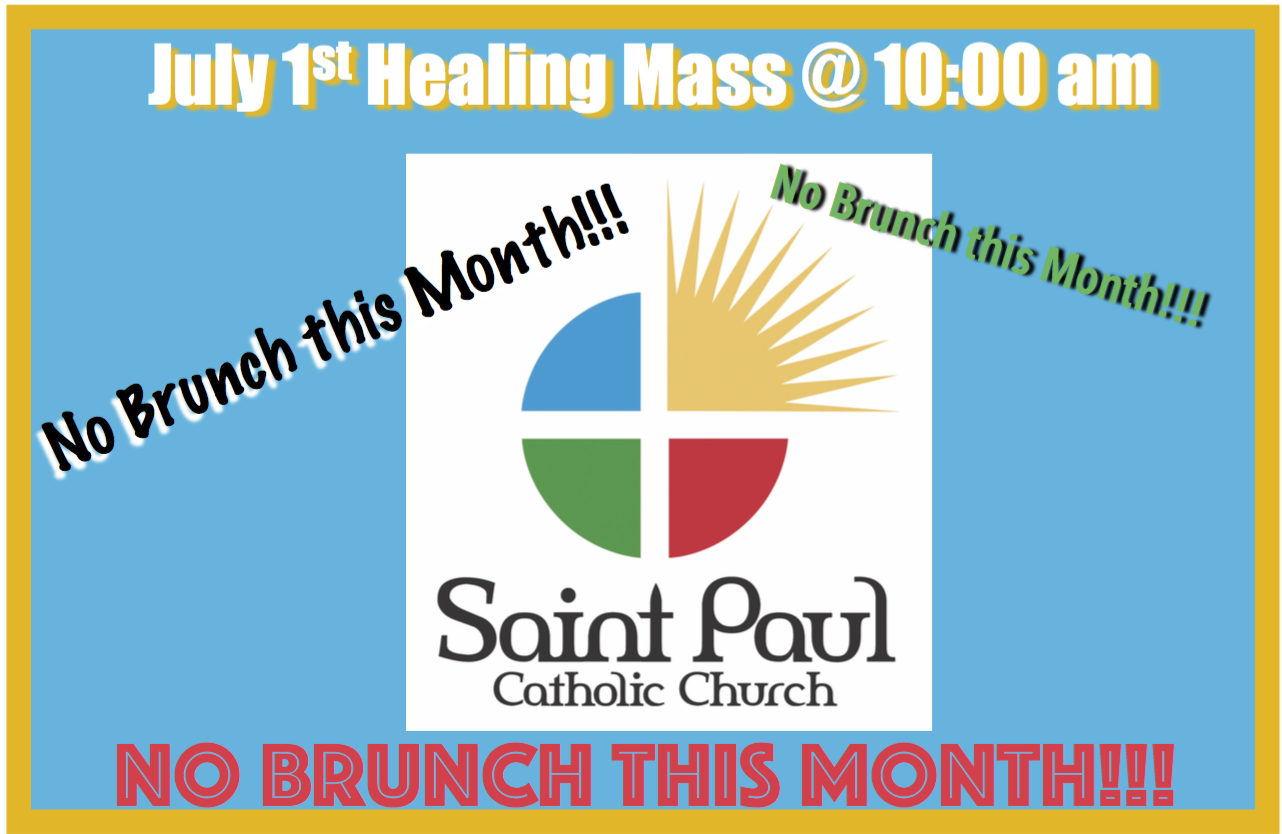 July 1st Healing Mass @ 10:00 am
No Brunch this Month!!!
No Brunch this Month!!!
Saint Paul
Catholic Church
NO BRUNCH THIS MONTH!!!